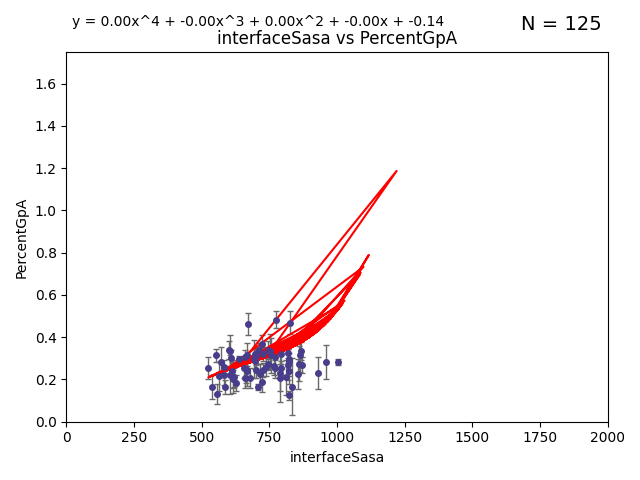 y = 0.00x^4 + -0.00x^3 + 0.00x^2 + -0.00x + -0.14
N = 125
interfaceSasa vs PercentGpA
PercentGpA
1.6
1.4
1.2
1.0
0.8
0.6
0.4
0.2
0.0
0 250 500 750 1000 1250 1500 1750 2000
interfaceSasa